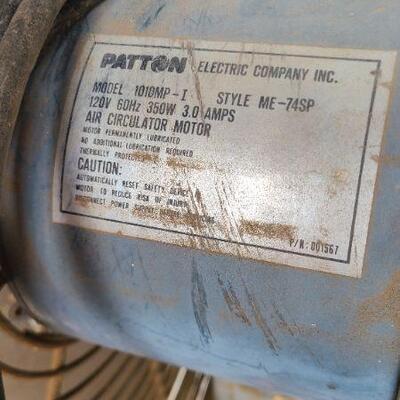 PATTON ELECTRIC COMPANY INC.
MODEL 1010MP-I STYLE ME-74SP
120V 60Hz 350W 3.0 AMPS
AIR CIRCULATOR MOTOR
MOTOR PERMANENTLY LUBRICATED
NO ADDITIONAL LUBRICATION REQUIRED
THERMALLY PROTECTED
CAUTION:
AUTOMATICALLY RESET SAFETY DEVICE
MOTOR TO REDUCE RISK OF INJURY
DISCONNECT POWER BEFORE
P/N: 001567